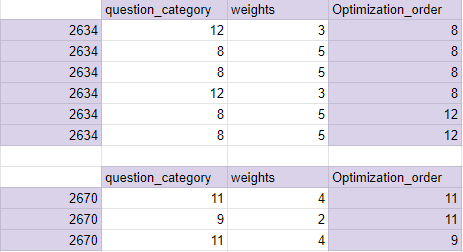 question_category weights Optimization_order
2634 12 3 8
2634 8 5 8
2634 8 5 8
2634 12 3 8
2634 8 5 12
2634 8 5 12
question_category weights Optimization_order
2670 11 4 11
2670 9 2 11
2670 11 4 9